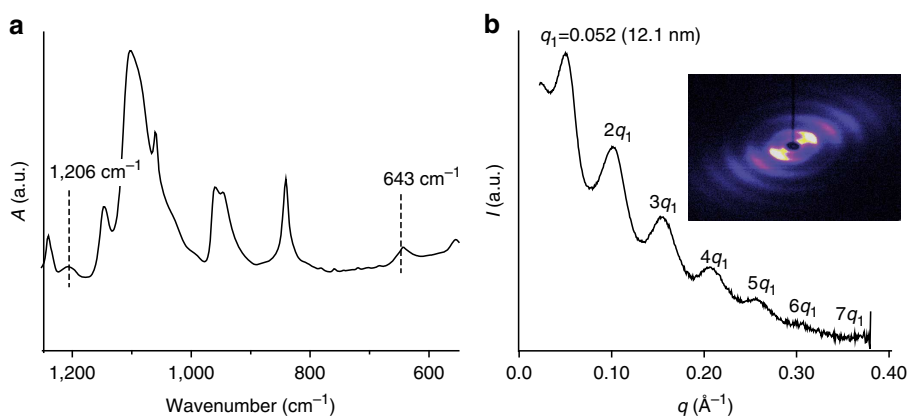 a
A (a.u.)
1,206 cm⁻¹
643 cm⁻¹
1,200
1,000
800
600
Wavenumber (cm⁻¹)
b
I (a.u.)
q₁=0.052 (12.1 nm)
2q₁
3q₁
4q₁
5q₁
6q₁
7q₁
0.0
0.10
0.20
0.30
0.40
q (Å⁻¹)